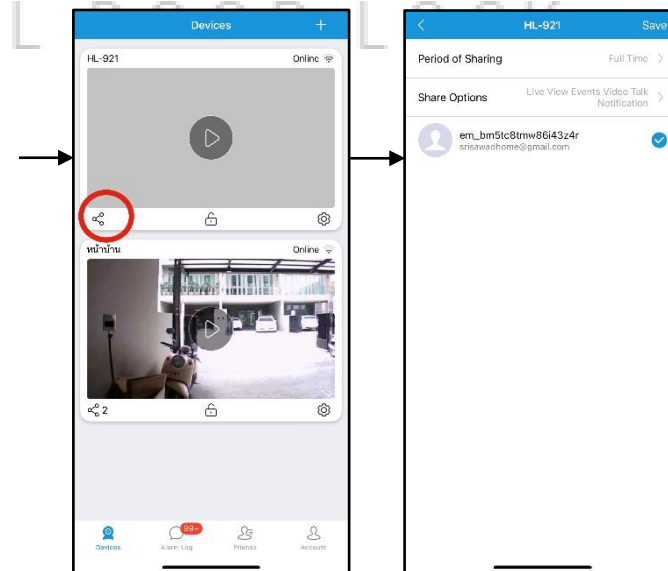 Devices
+
HL-921
Online
หน้าบ้าน
Online
2
99+
Devices
Alarm Log
Friends
Account
HL-921
Save
Period of Sharing
Full Time
Share Options
Live View Events Video Talk
Notification
em_bm5tc8tmw86i43z4r
srisawadhome@gmail.com